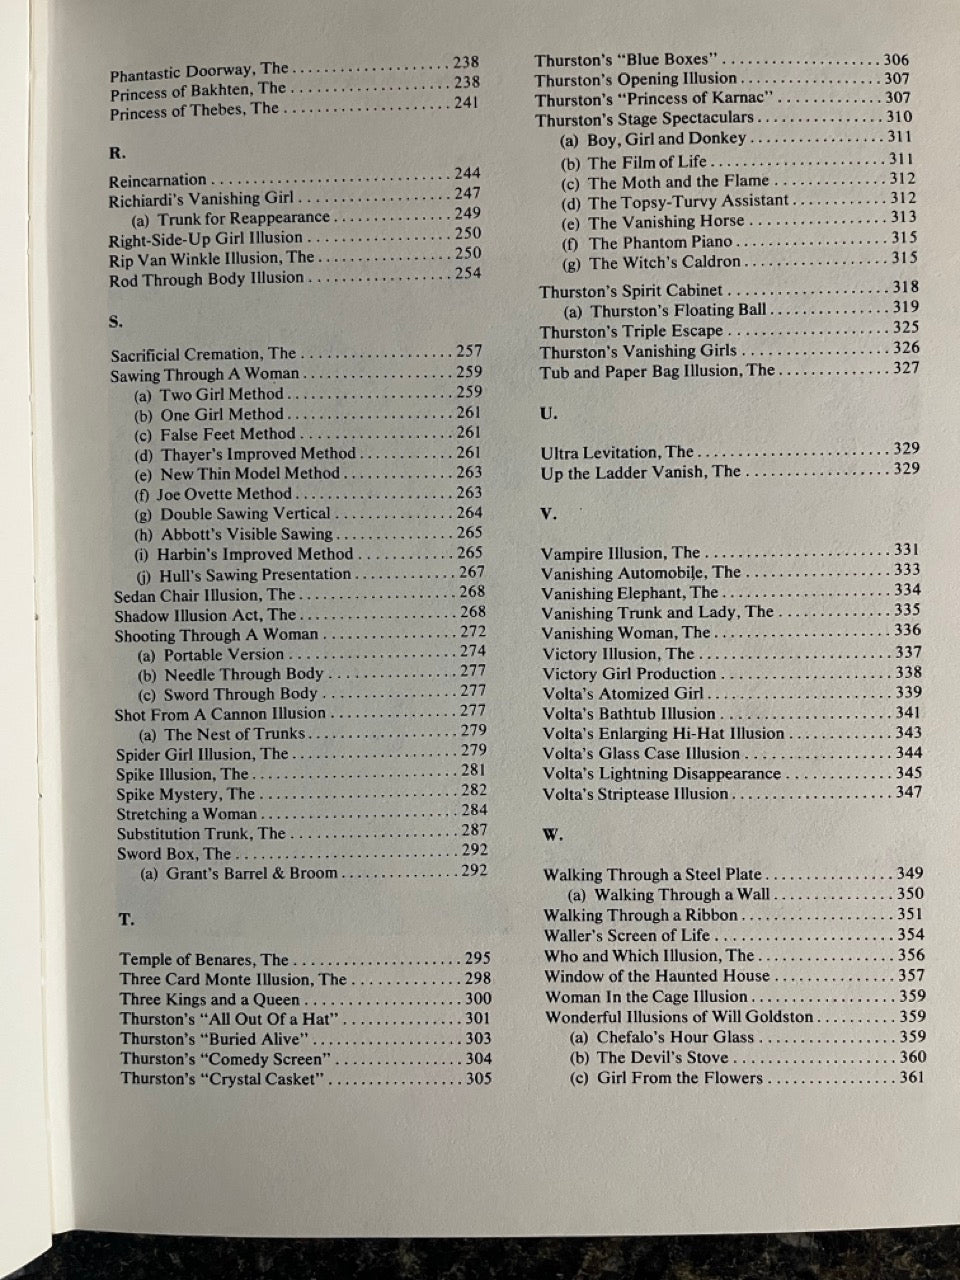 Phantastic Doorway, The .................... 238
Princess of Bakhten, The .................... 238
Princess of Thebes, The .................... 241
R.
Reincarnation .................... 244
Richiardi's Vanishing Girl .................... 247
(a) Trunk for Reappearance .................... 249
Right-Side-Up Girl Illusion .................... 250
Rip Van Winkle Illusion, The .................... 250
Rod Through Body Illusion .................... 254
S.
Sacrificial Cremation, The .................... 257
Sawing Through A Woman .................... 259
(a) Two Girl Method .................... 259
(b) One Girl Method .................... 261
(c) False Feet Method .................... 261
(d) Thayer's Improved Method .................... 261
(e) New Thin Model Method .................... 263
(f) Joe Ovette Method .................... 263
(g) Double Sawing Vertical .................... 264
(h) Abbott's Visible Sawing .................... 265
(i) Harbin's Improved Method .................... 265
(j) Hull's Sawing Presentation .................... 267
Sedan Chair Illusion, The .................... 268
Shadow Illusion Act, The .................... 268
Shooting Through A Woman .................... 272
(a) Portable Version .................... 274
(b) Needle Through Body .................... 277
(c) Sword Through Body .................... 277
Shot From A Cannon Illusion .................... 277
(a) The Nest of Trunks .................... 279
Spider Girl Illusion, The .................... 279
Spike Illusion, The .................... 281
Spike Mystery, The .................... 282
Stretching a Woman .................... 284
Substitution Trunk, The .................... 287
Sword Box, The .................... 292
(a) Grant's Barrel & Broom .................... 292
T.
Temple of Benares, The .................... 295
Three Card Monte Illusion, The .................... 298
Three Kings and a Queen .................... 300
Thurston's "All Out Of a Hat" .................... 301
Thurston's "Buried Alive" .................... 303
Thurston's "Comedy Screen" .................... 304
Thurston's "Crystal Casket" .................... 305
Thurston's "Blue Boxes" .................... 306
Thurston's Opening Illusion .................... 307
Thurston's "Princess of Karnac" .................... 307
Thurston's Stage Spectaculars .................... 310
(a) Boy, Girl and Donkey .................... 311
(b) The Film of Life .................... 311
(c) The Moth and the Flame .................... 312
(d) The Topsy-Turvy Assistant .................... 312
(e) The Vanishing Horse .................... 313
(f) The Phantom Piano .................... 315
(g) The Witch's Caldron .................... 315
Thurston's Spirit Cabinet .................... 318
(a) Thurston's Floating Ball .................... 319
Thurston's Triple Escape .................... 325
Thurston's Vanishing Girls .................... 326
Tub and Paper Bag Illusion, The .................... 327
U.
Ultra Levitation, The .................... 329
Up the Ladder Vanish, The .................... 329
V.
Vampire Illusion, The .................... 331
Vanishing Automobile, The .................... 333
Vanishing Elephant, The .................... 334
Vanishing Trunk and Lady, The .................... 335
Vanishing Woman, The .................... 336
Victory Illusion, The .................... 337
Victory Girl Production .................... 338
Volta's Atomized Girl .................... 339
Volta's Bathtub Illusion .................... 341
Volta's Enlarging Hi-Hat Illusion .................... 343
Volta's Glass Case Illusion .................... 344
Volta's Lightning Disappearance .................... 345
Volta's Striptease Illusion .................... 347
W.
Walking Through a Steel Plate .................... 349
(a) Walking Through a Wall .................... 350
Walking Through a Ribbon .................... 351
Waller's Screen of Life .................... 354
Who and Which Illusion, The .................... 356
Window of the Haunted House .................... 357
Woman In the Cage Illusion .................... 359
Wonderful Illusions of Will Goldston .................... 359
(a) Chefalo's Hour Glass .................... 359
(b) The Devil's Stove .................... 360
(c) Girl From the Flowers .................... 361